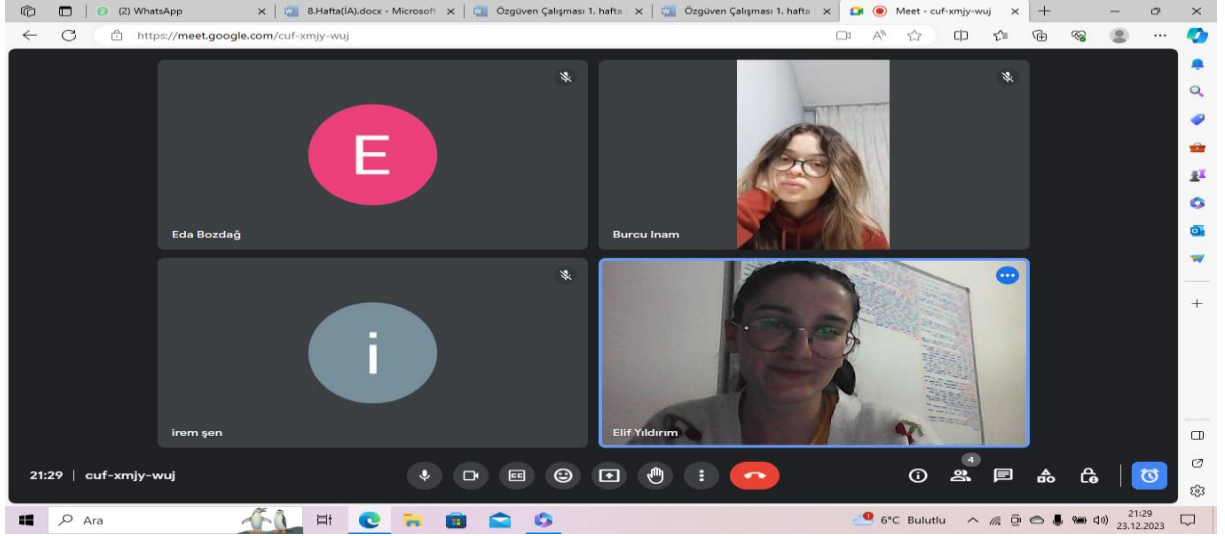 (2) WhatsApp
8.Hafta(İA).docx - Microsoft
Özgüven Çalışması 1. hafta
Özgüven Çalışması 1. hafta
Meet - cuf-xmjy-wuj
https://meet.google.com/cuf-xmjy-wuj
E
Eda Bozdağ
Burcu Inam
i
irem şen
Elif Yıldırım
21:29 | cuf-xmjy-wuj
4
Ara
6°C Bulutlu
21:29
23.12.2023